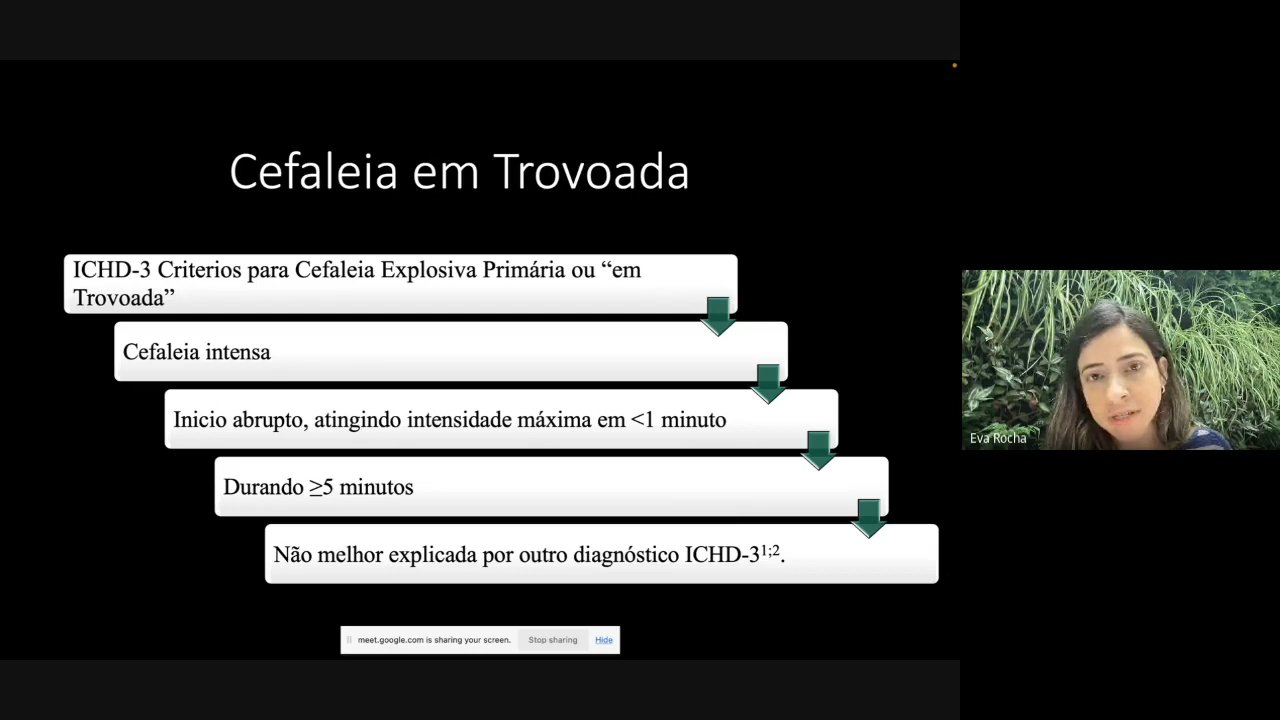 Cefaleia em Trovoada
ICHD-3 Criterios para Cefaleia Explosiva Primária ou “em
Trovoada”
Cefaleia intensa
Inicio abrupto, atingindo intensidade máxima em <1 minuto
Durando ≥5 minutos
Não melhor explicada por outro diagnóstico ICHD-3¹;².
Eva Rocha
meet.google.com is sharing your screen. Stop sharing Hide